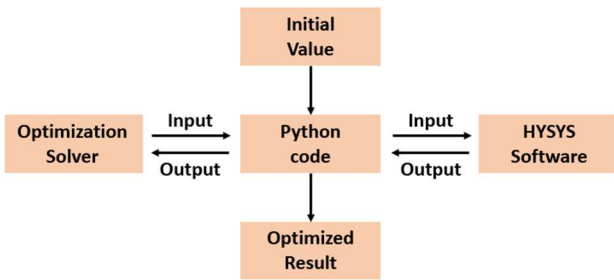 Initial
Value
Input
Input
Optimization
Solver
Python
code
HYSYS
Software
Output
Output
Optimized
Result